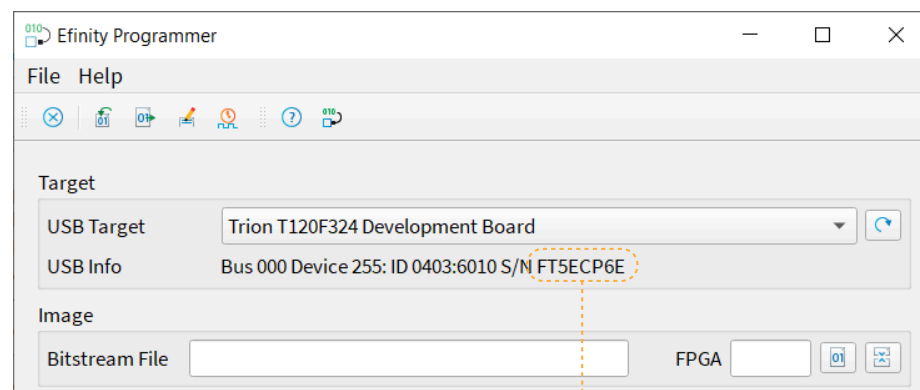 Efinity Programmer
File Help
Target
USB Target Trion T120F324 Development Board
USB Info Bus 000 Device 255: ID 0403:6010 S/N FT5ECP6E
Image
Bitstream File FPGA